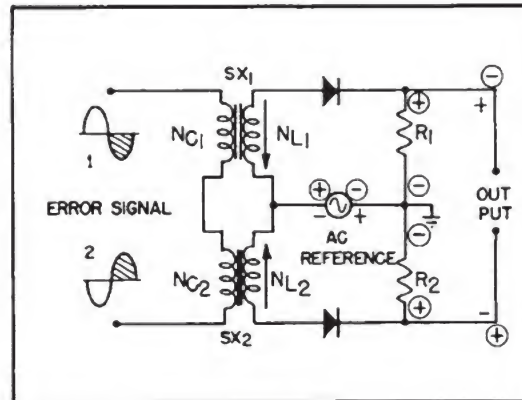 SX1
NC1
NL1
R1
1
ERROR SIGNAL
2
AC
REFERENCE
OUT
PUT
NC2
NL2
R2
SX2
+
-
-
+
+
-
+
-
-
+
-
-
+
+